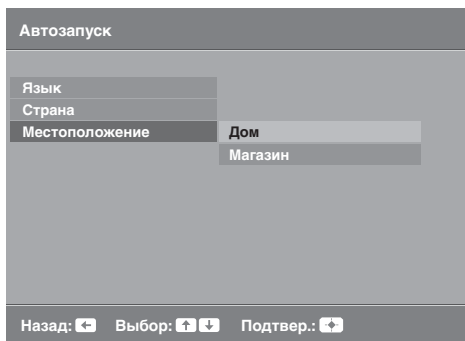 Автозапуск
Язык
Страна
Местоположение Дом
Магазин
Назад: Выбор: Подтвер.: